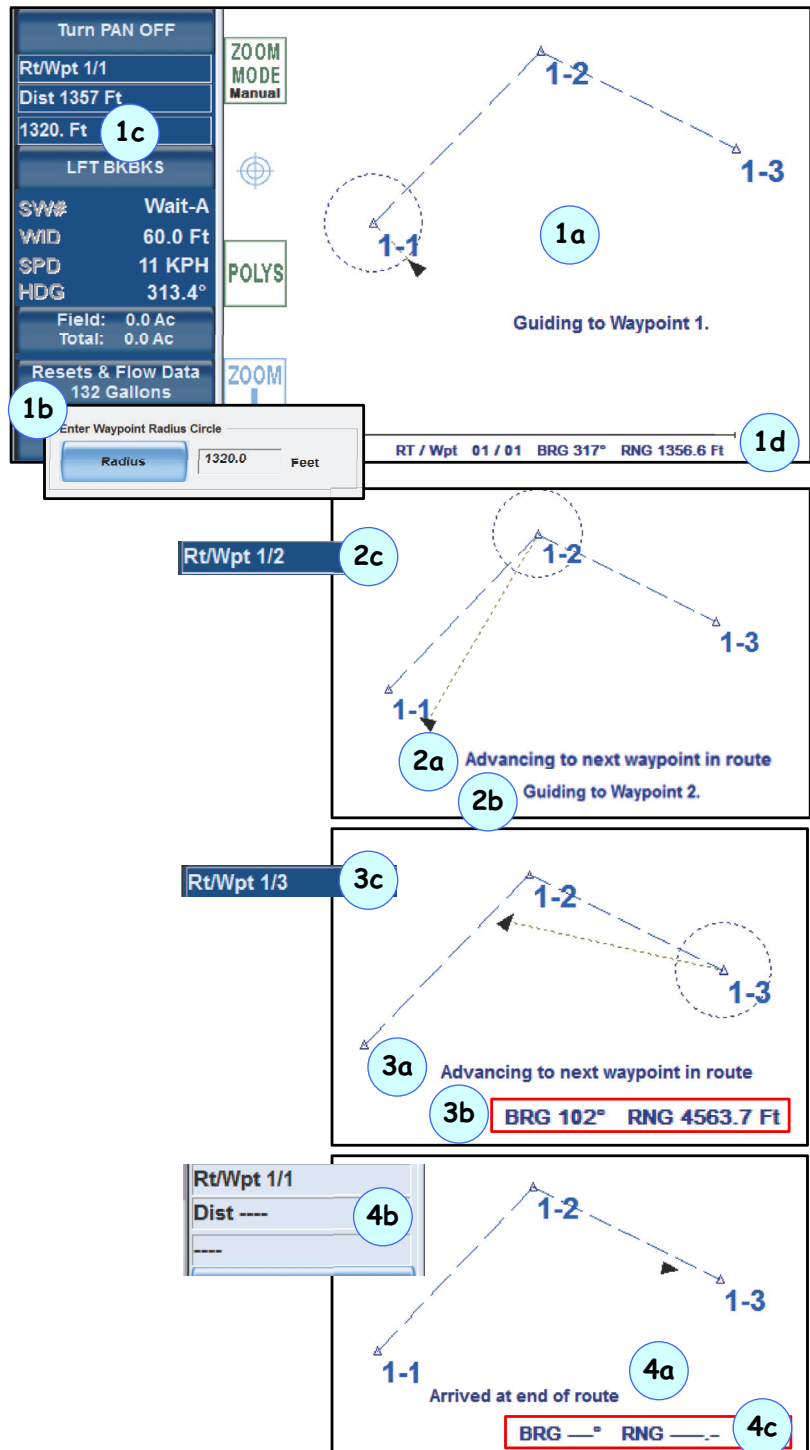 Turn PAN OFF
Rt/Wpt 1/1
Dist 1357 Ft
1320. Ft
1c
LFT BKBKS
SW# Wait-A
WID 60.0 Ft
SPD 11 KPH
HDG 313.4°
Field: 0.0 Ac
Total: 0.0 Ac
Resets & Flow Data
132 Gallons
ZOOM
MODE
Manual
POLYS
ZOOM
1-2
1-3
1-1
1a
Guiding to Waypoint 1.
1b
Enter Waypoint Radius Circle
Radius 1320.0 Feet
RT / Wpt 01 / 01 BRG 317° RNG 1356.6 Ft
1d
Rt/Wpt 1/2
2c
1-2
1-3
1-1
2a
Advancing to next waypoint in route
2b
Guiding to Waypoint 2.
Rt/Wpt 1/3
3c
1-2
1-3
3a
Advancing to next waypoint in route
3b
BRG 102° RNG 4563.7 Ft
Rt/Wpt 1/1
Dist ----
----
4b
1-2
1-3
1-1
4a
Arrived at end of route
BRG —° RNG —–.–
4c